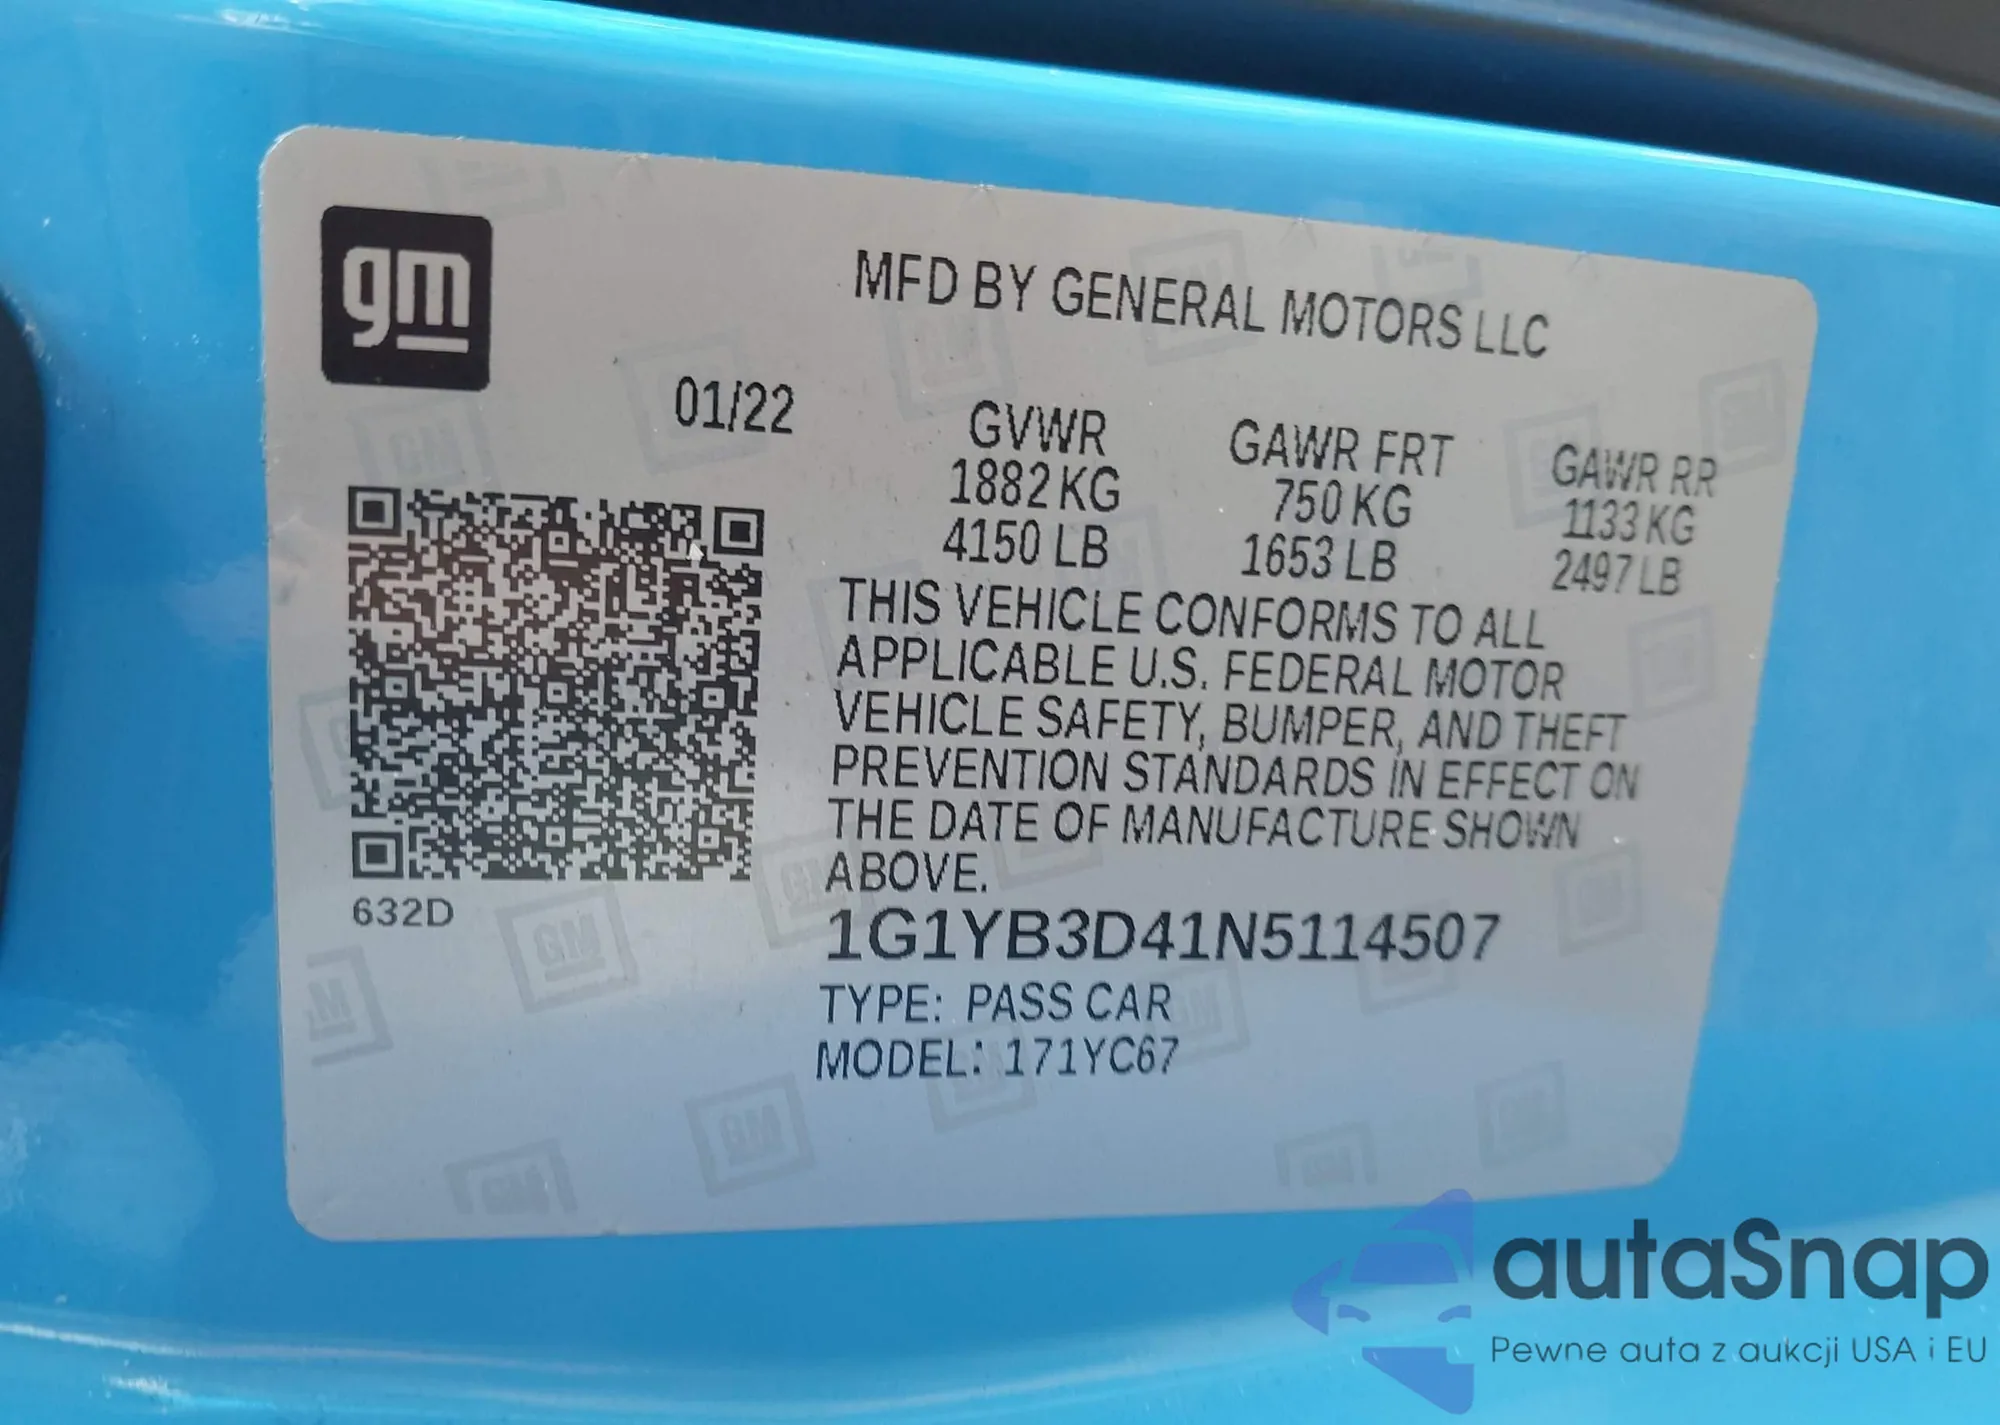 gm
MFD BY GENERAL MOTORS LLC
01/22
GVWR GAWR FRT GAWR RR
1882 KG 750 KG 1133 KG
4150 LB 1653 LB 2497 LB
THIS VEHICLE CONFORMS TO ALL
APPLICABLE U.S. FEDERAL MOTOR
VEHICLE SAFETY, BUMPER, AND THEFT
PREVENTION STANDARDS IN EFFECT ON
THE DATE OF MANUFACTURE SHOWN
ABOVE.
632D
1G1YB3D41N5114507
TYPE: PASS CAR
MODEL: 171YC67
autaSnap
Pewne auta z aukcji USA i EU